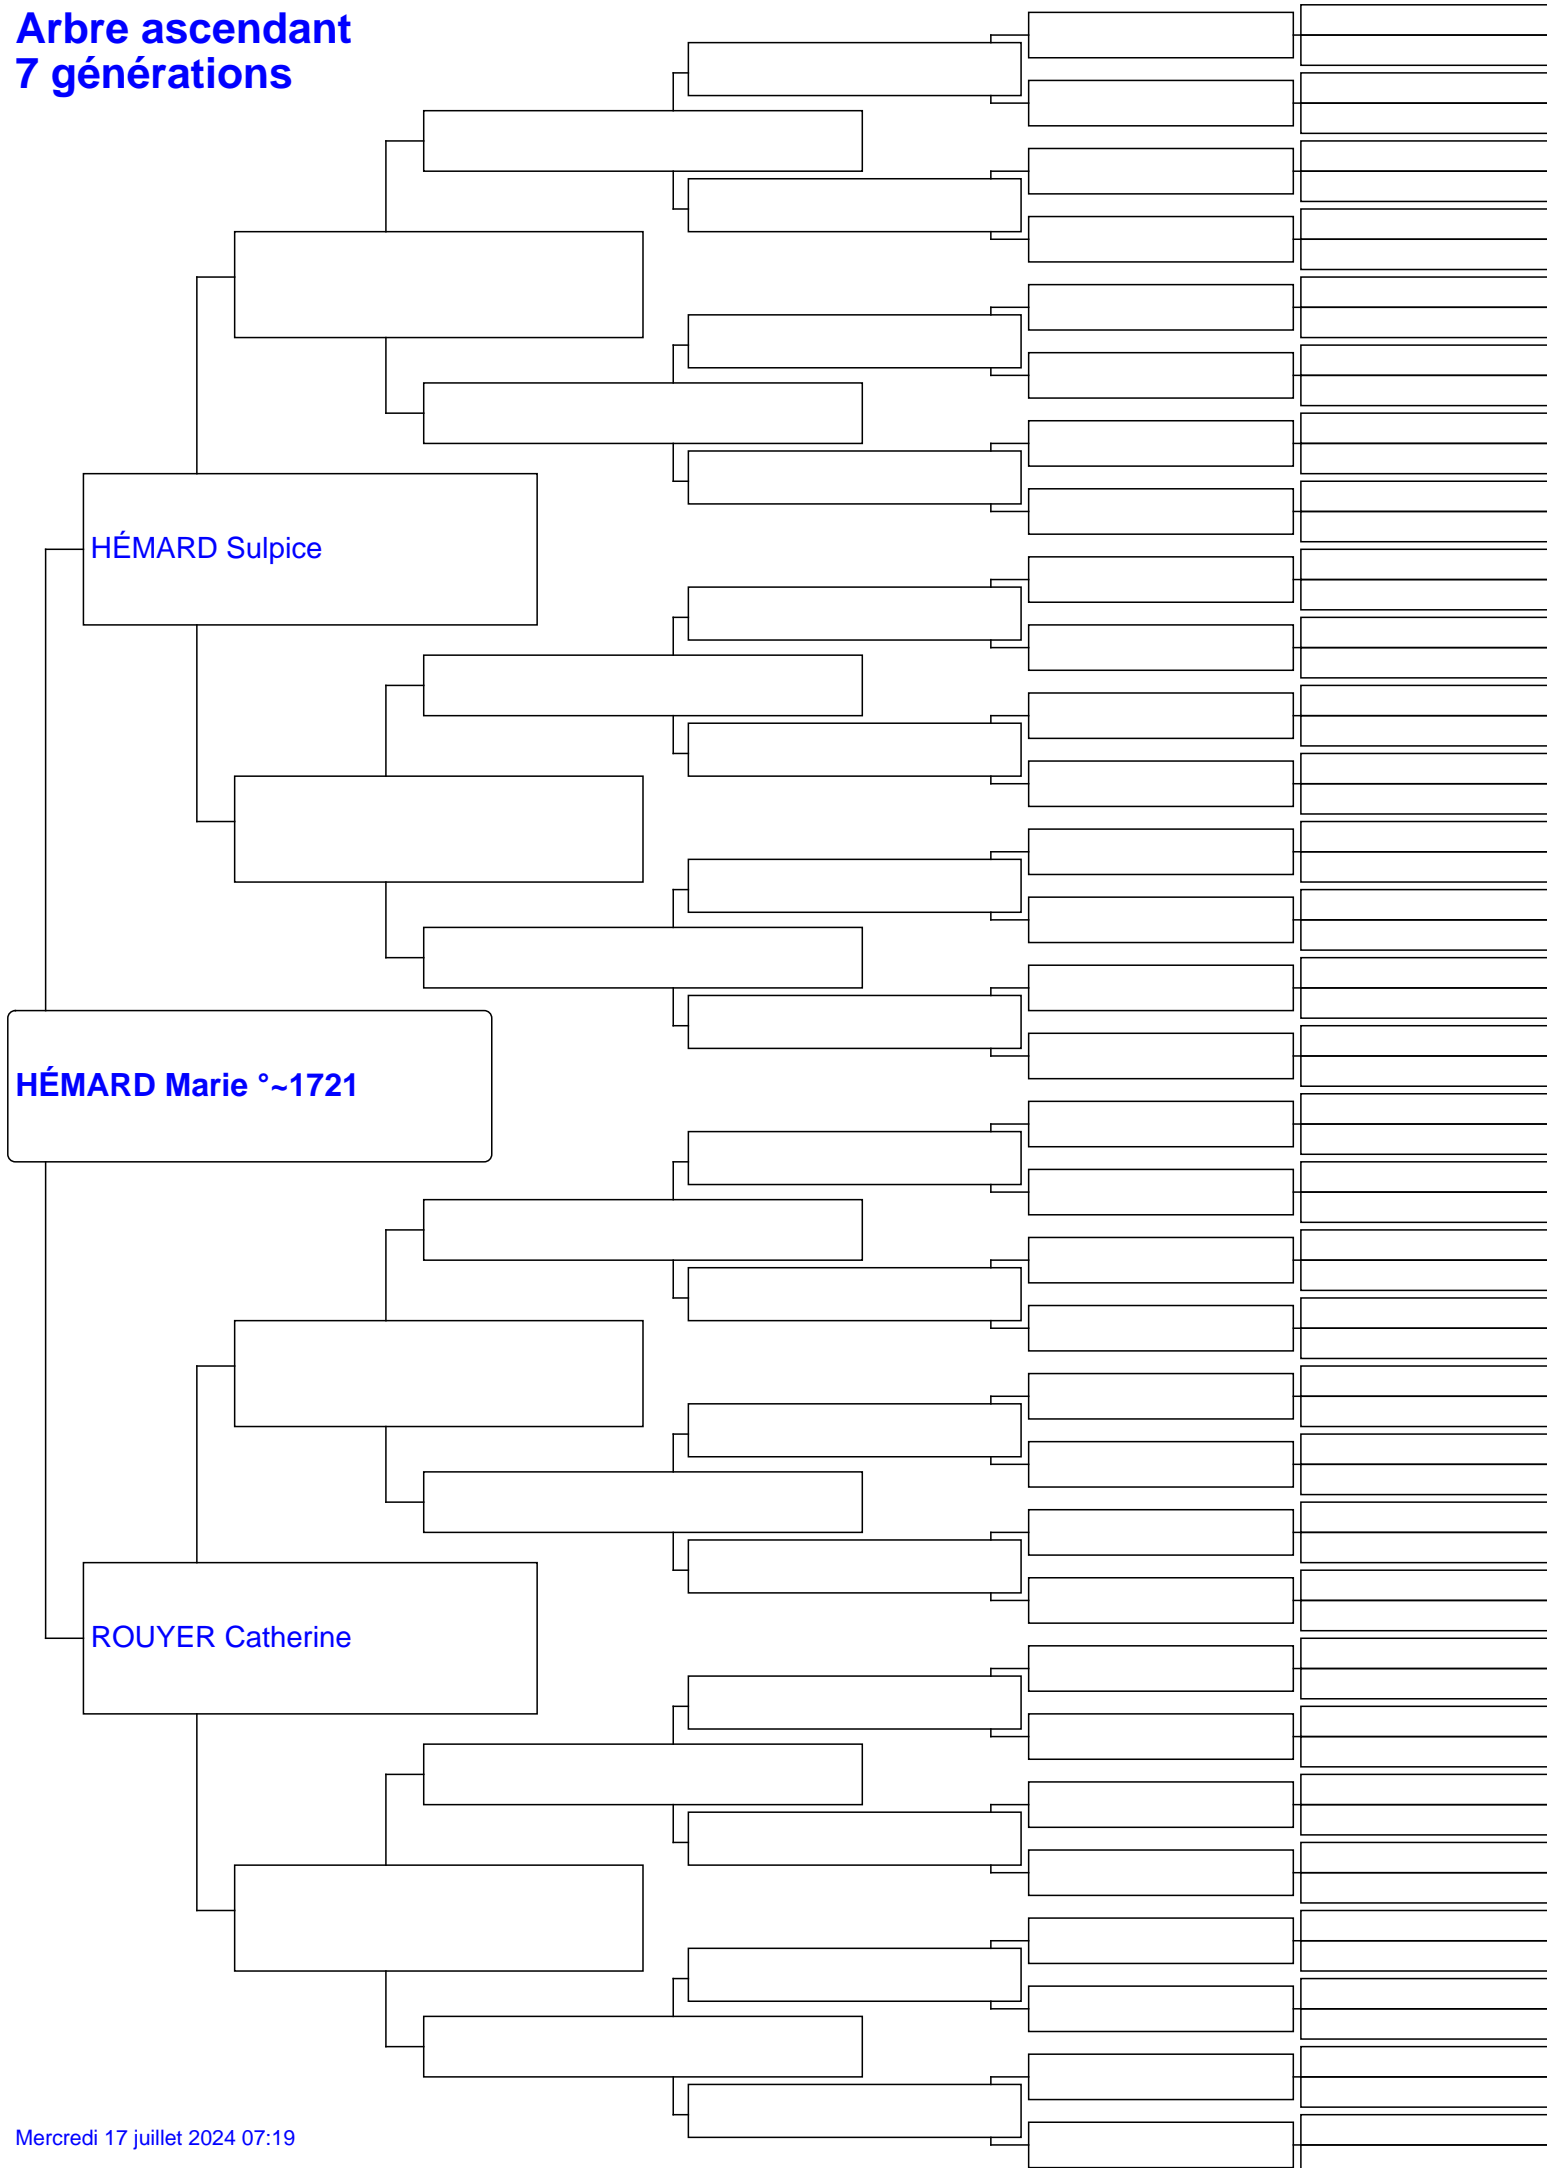 Arbre ascendant
7 générations
HÉMARD Sulpice
HÉMARD Marie °~1721
ROUYER Catherine
Mercredi 17 juillet 2024 07:19